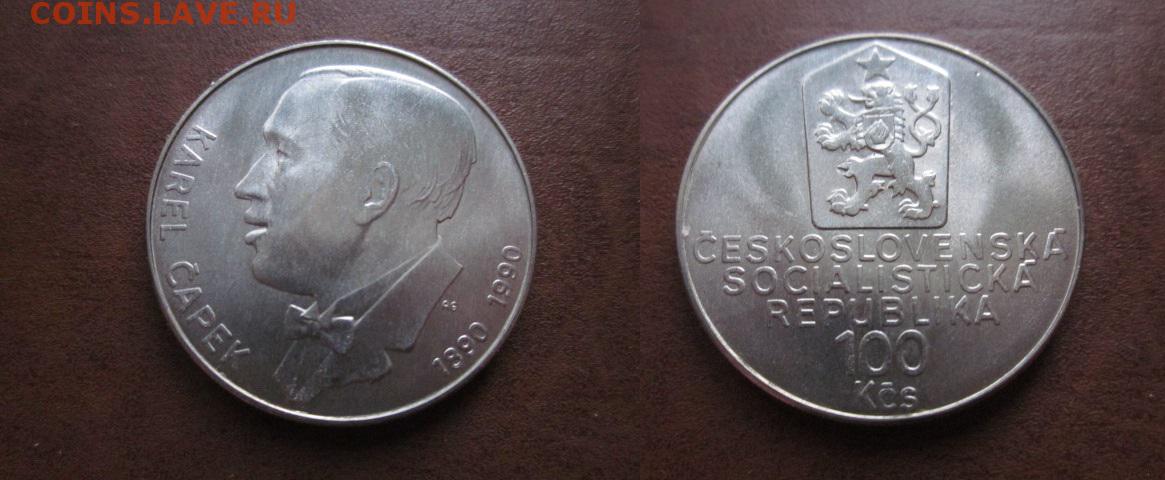 COINS.LAVE.RU
KAREL ČAPEK
1890 1990
ČESKOSLOVENSKÁ
SOCIALISTICKÁ
REPUBLIKA
100
Kčs